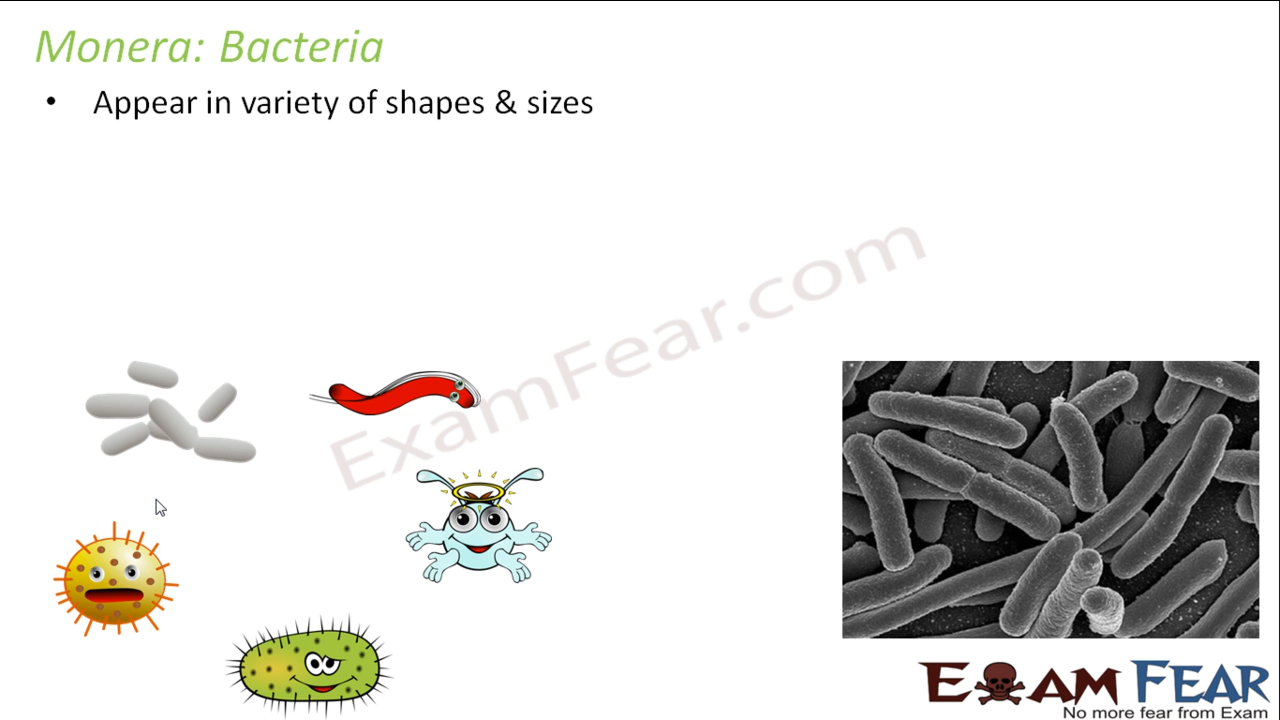 Monera: Bacteria
• Appear in variety of shapes & sizes
ExamFear.com
EXAM FEAR
No more fear from Exam